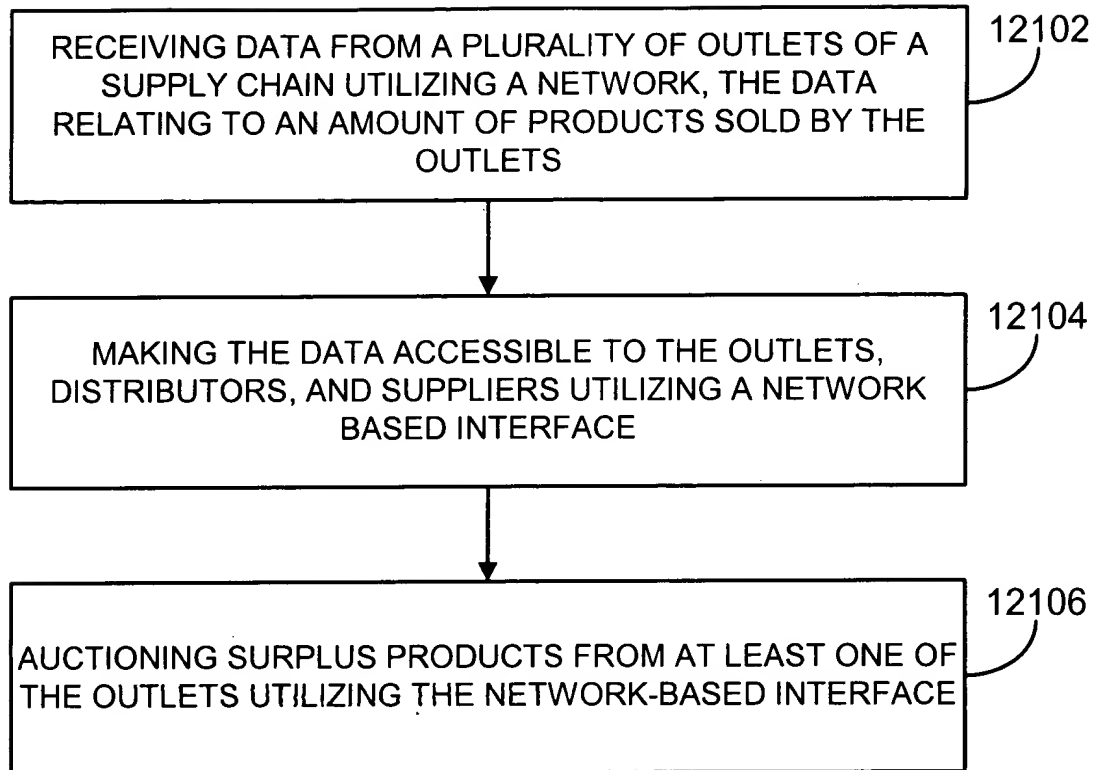 RECEIVING DATA FROM A PLURALITY OF OUTLETS OF A
SUPPLY CHAIN UTILIZING A NETWORK, THE DATA
RELATING TO AN AMOUNT OF PRODUCTS SOLD BY THE
OUTLETS
12102
MAKING THE DATA ACCESSIBLE TO THE OUTLETS,
DISTRIBUTORS, AND SUPPLIERS UTILIZING A NETWORK
BASED INTERFACE
12104
AUCTIONING SURPLUS PRODUCTS FROM AT LEAST ONE OF
THE OUTLETS UTILIZING THE NETWORK-BASED INTERFACE
12106